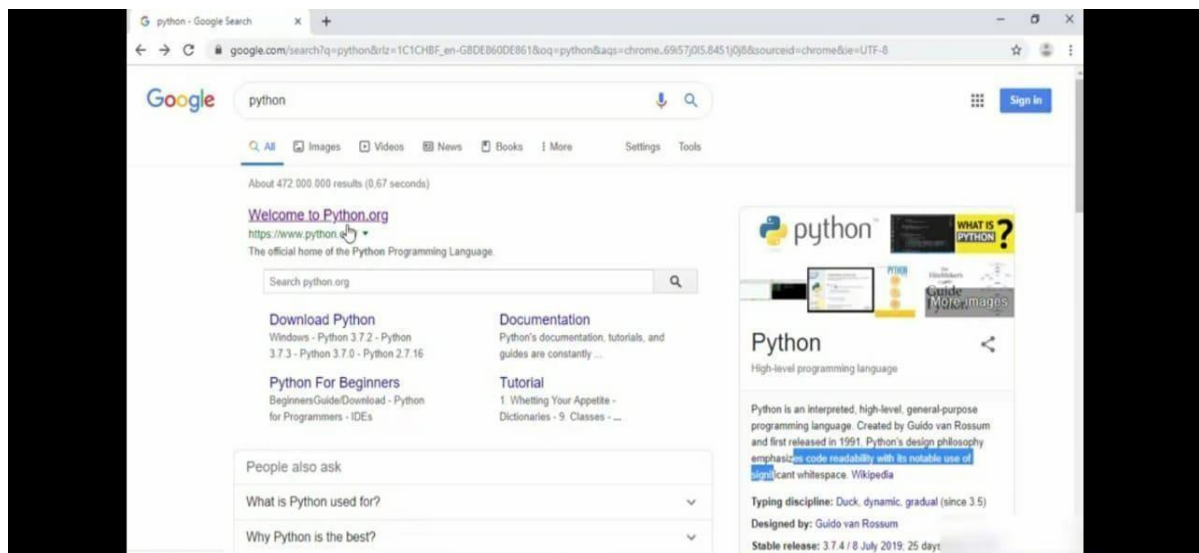 python - Google Search
google.com/search?q=python&rlz=1C1CHBF_en-GBDE860DE861&oq=python&aqs=chrome..69i57j0l5.8451j0j8&sourceid=chrome&ie=UTF-8
Google
python
Sign in
All Images Videos News Books More Settings Tools
About 472.000.000 results (0,67 seconds)
Welcome to Python.org
https://www.python.
The official home of the Python Programming Language.
Search python.org
Download Python
Windows - Python 3.7.2 - Python
3.7.3 - Python 3.7.0 - Python 2.7.16
Documentation
Python's documentation, tutorials, and
guides are constantly ...
Python For Beginners
BeginnersGuide/Download - Python
for Programmers - IDEs
Tutorial
1. Whetting Your Appetite -
Dictionaries - 9. Classes - ...
People also ask
What is Python used for?
Why Python is the best?
python
WHAT IS
PYTHON ?
PYTHON
Guide
More images
Python
High-level programming language
Python is an interpreted, high-level, general-purpose
programming language. Created by Guido van Rossum
and first released in 1991. Python's design philosophy
emphasizes code readability with its notable use of
significant whitespace. Wikipedia
Typing discipline: Duck, dynamic, gradual (since 3.5)
Designed by: Guido van Rossum
Stable release: 3.7.4 / 8 July 2019; 25 days